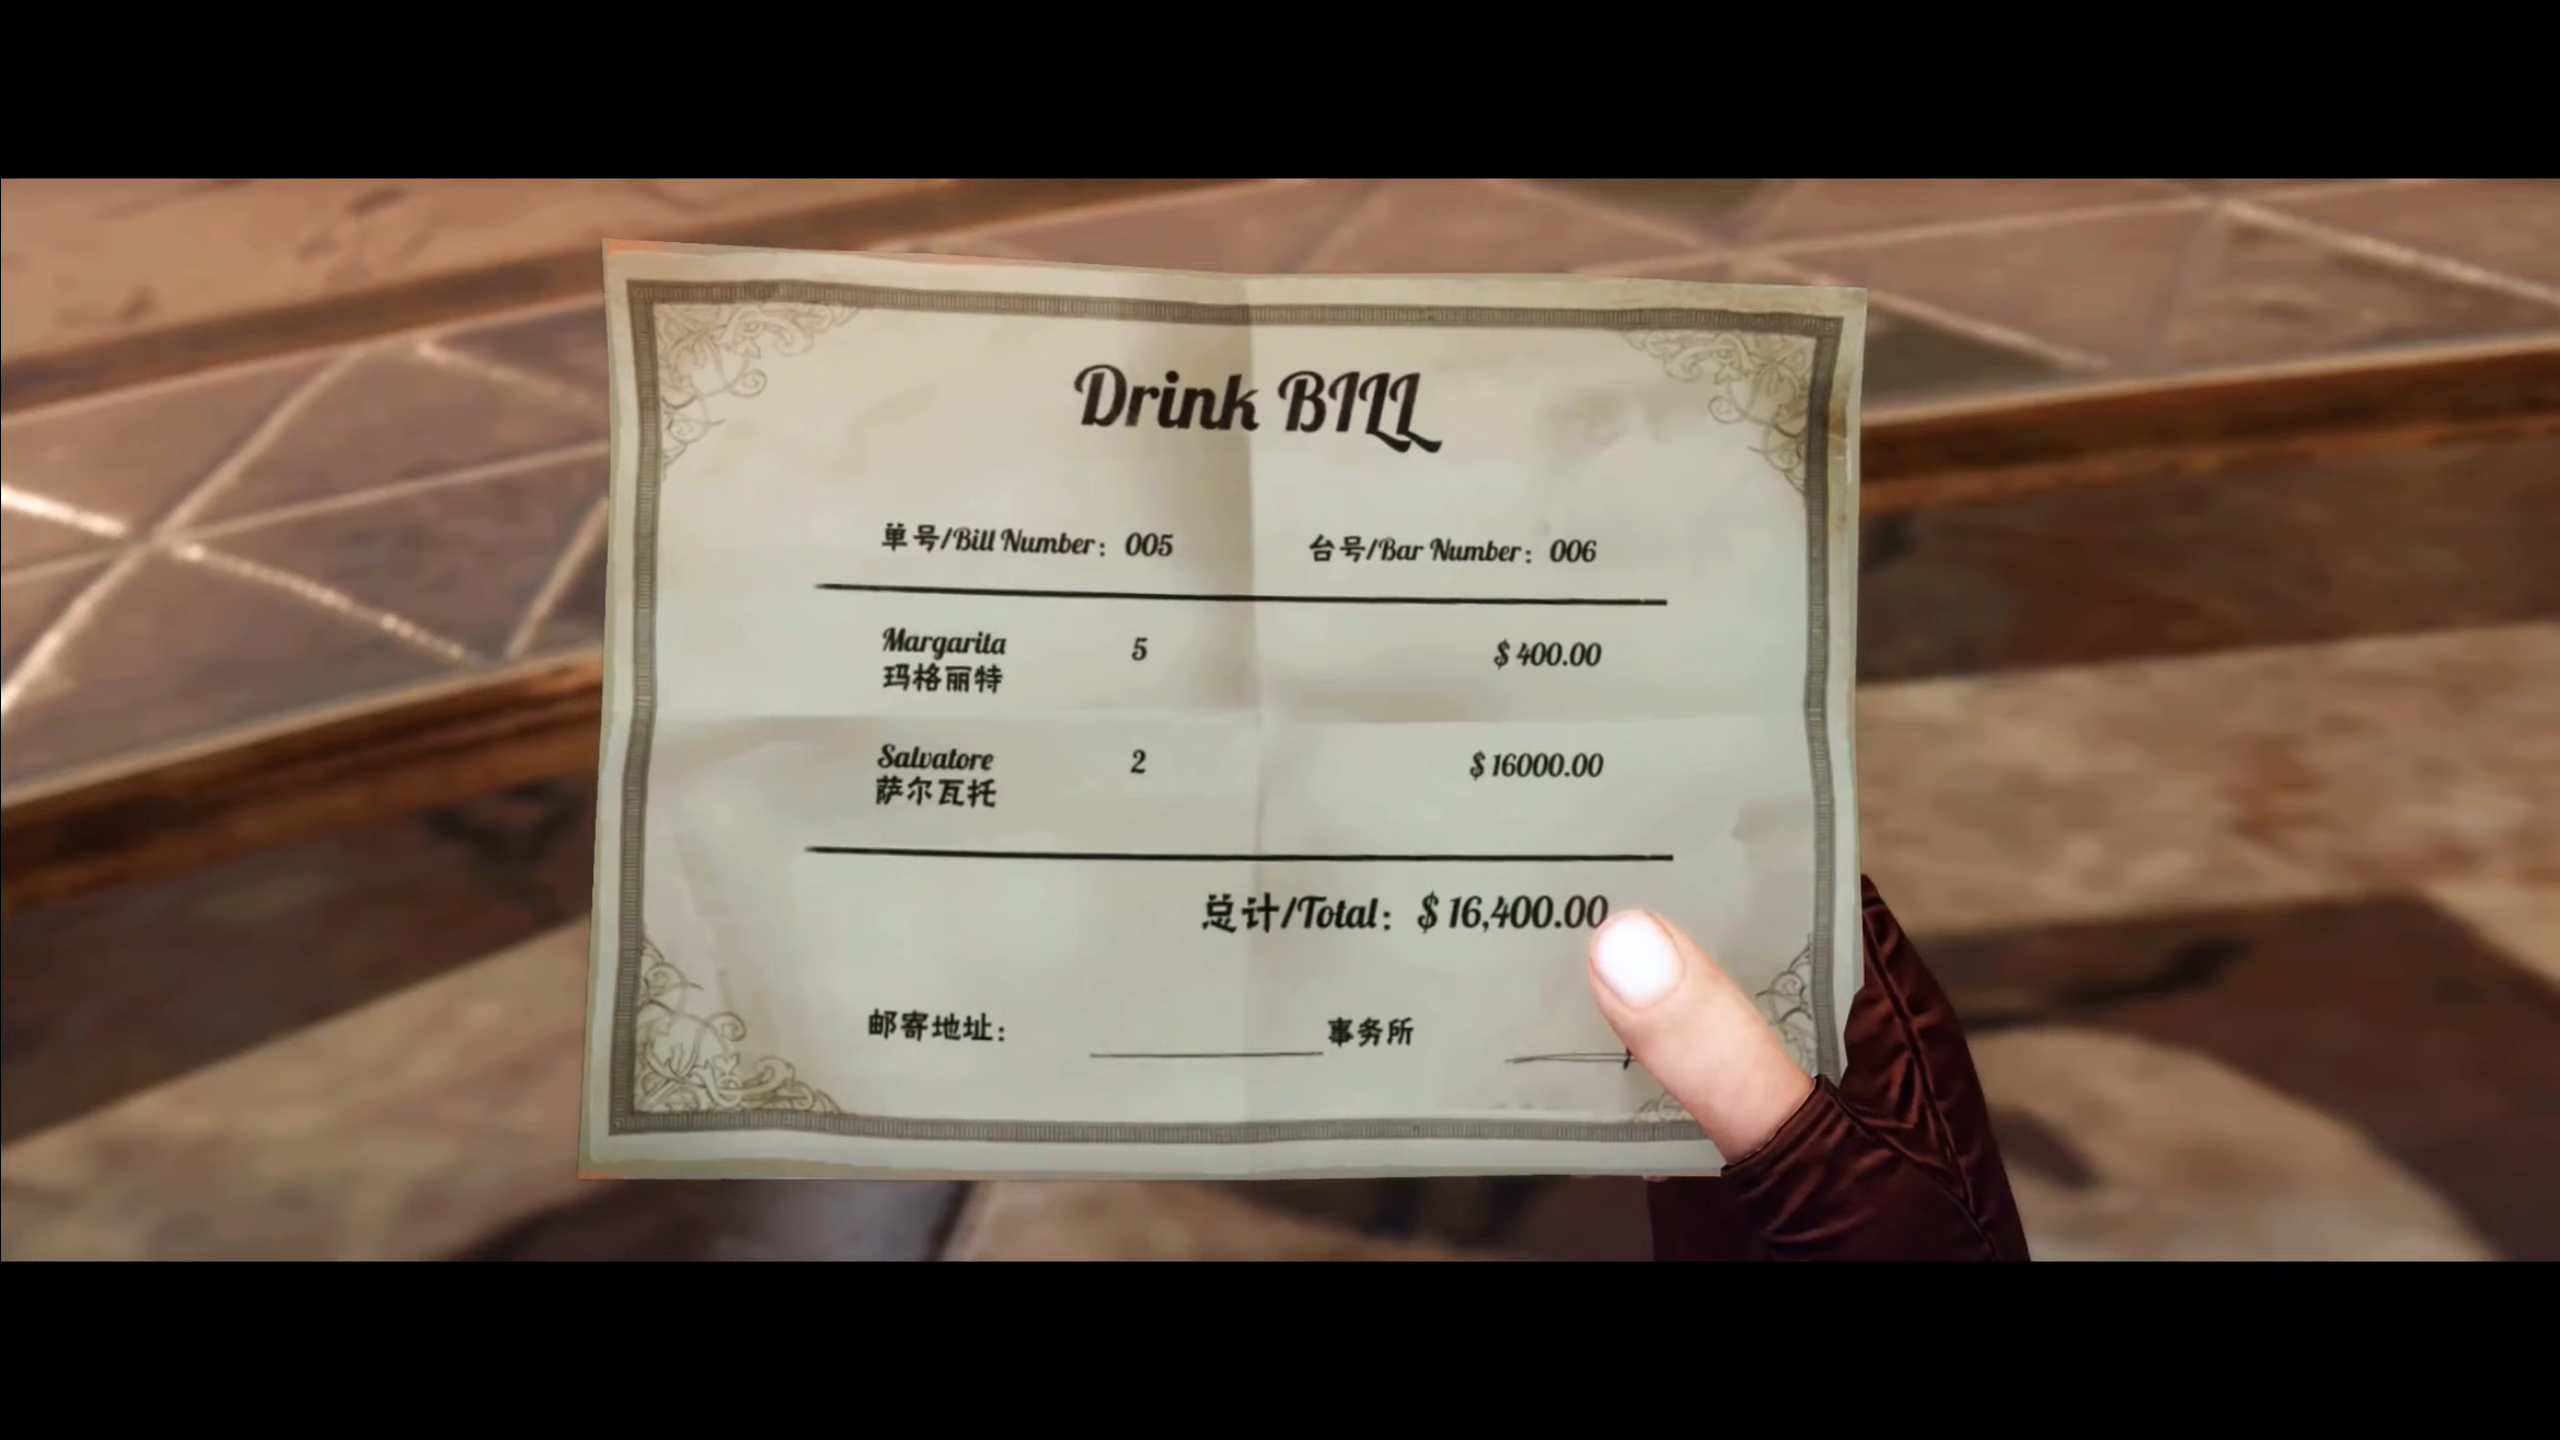 Drink BILL
单号/Bill Number：005 台号/Bar Number：006
Margarita 5 $ 400.00
玛格丽特
Salvatore 2 $ 16000.00
萨尔瓦托
总计/Total：$ 16,400.00
邮寄地址： 事务所